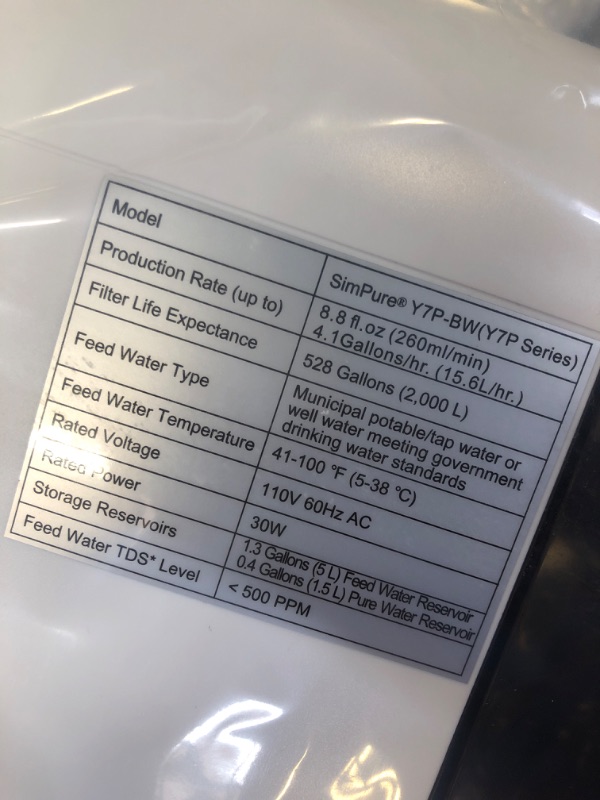 Model
SimPure® Y7P-BW(Y7P Series)
Production Rate (up to)
8.8 fl.oz (260ml/min)
4.1Gallons/hr. (15.6L/hr.)
Filter Life Expectance
528 Gallons (2,000 L)
Feed Water Type
Municipal potable/tap water or
well water meeting government
drinking water standards
Feed Water Temperature
41-100 °F (5-38 °C)
Rated Voltage
110V 60Hz AC
Rated Power
30W
Storage Reservoirs
1.3 Gallons (5 L) Feed Water Reservoir
0.4 Gallons (1.5 L) Pure Water Reservoir
Feed Water TDS* Level
< 500 PPM